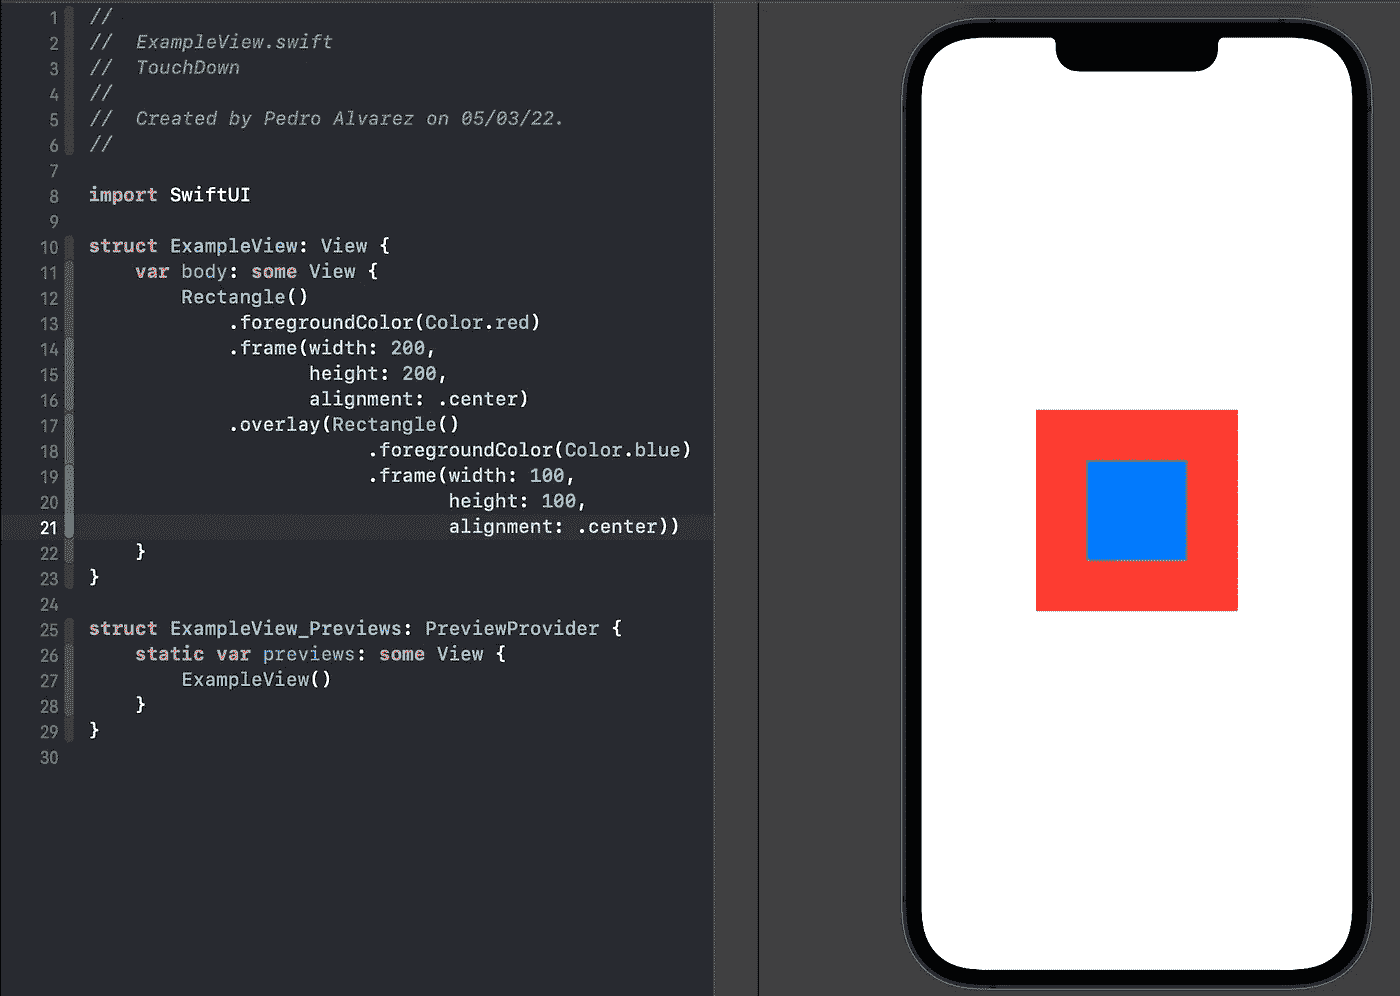 1 //
2 //  ExampleView.swift
3 //  TouchDown
4 //
5 //  Created by Pedro Alvarez on 05/03/22.
6 //
7
8 import SwiftUI
9
10 struct ExampleView: View {
11     var body: some View {
12         Rectangle()
13             .foregroundColor(Color.red)
14             .frame(width: 200,
15                    height: 200,
16                    alignment: .center)
17             .overlay(Rectangle()
18                         .foregroundColor(Color.blue)
19                         .frame(width: 100,
20                                height: 100,
21                                alignment: .center))
22     }
23 }
24
25 struct ExampleView_Previews: PreviewProvider {
26     static var previews: some View {
27         ExampleView()
28     }
29 }
30